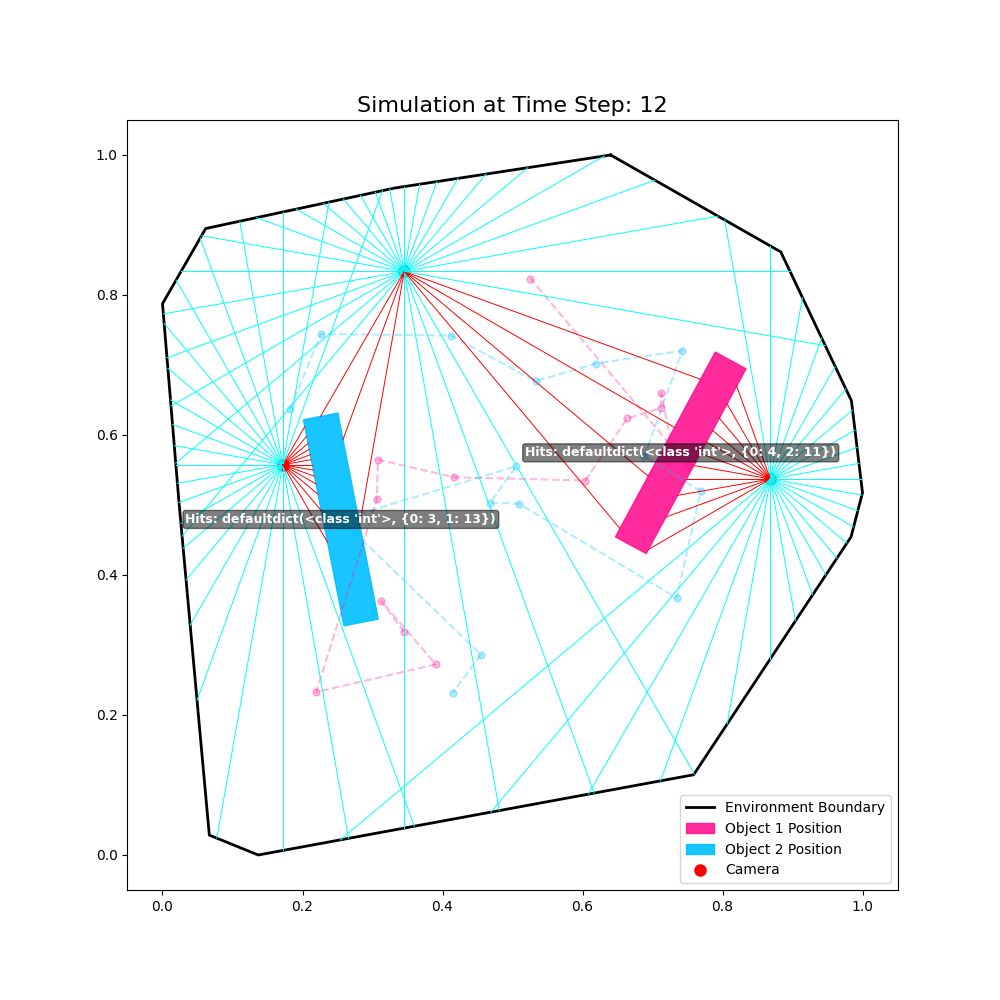 Simulation at Time Step: 12
1.0
0.8
0.6
0.4
0.2
0.0
Hits: defaultdict(<class 'int'>, {0: 4, 2: 11})
Hits: defaultdict(<class 'int'>, {0: 3, 1: 13})
Environment Boundary
Object 1 Position
Object 2 Position
Camera
0.0 0.2 0.4 0.6 0.8 1.0